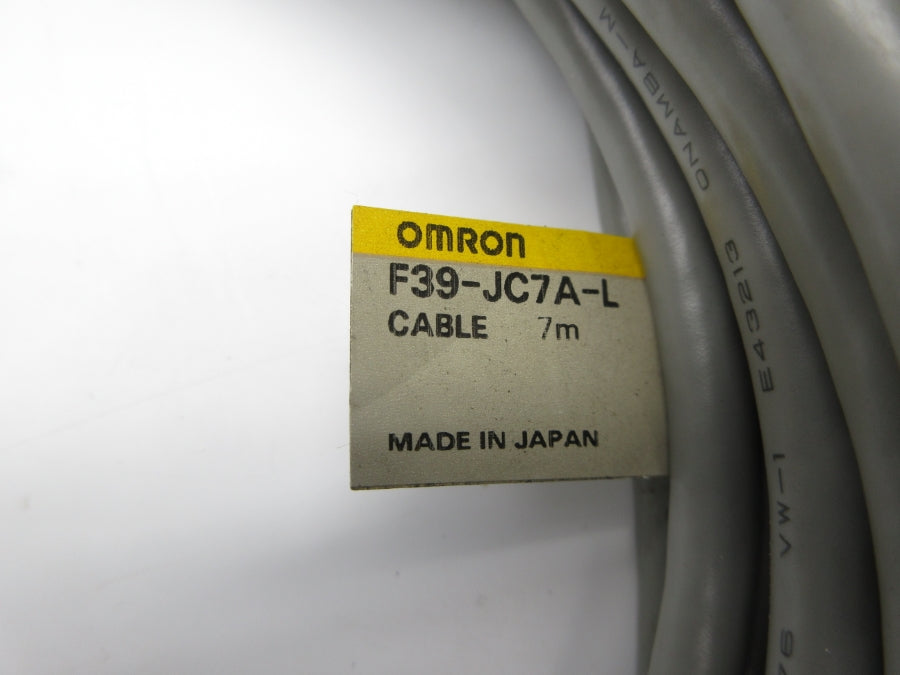 OMRON
F39-JC7A-L
CABLE 7m
MADE IN JAPAN
ONAMBA-M
E43213
VW-1